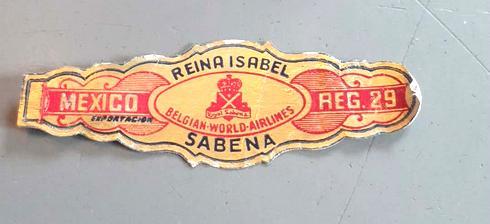 REINA ISABEL
MEXICO
EXPORTACION
BELGIAN-WORLD-AIRLINES
REG. 29
SABENA